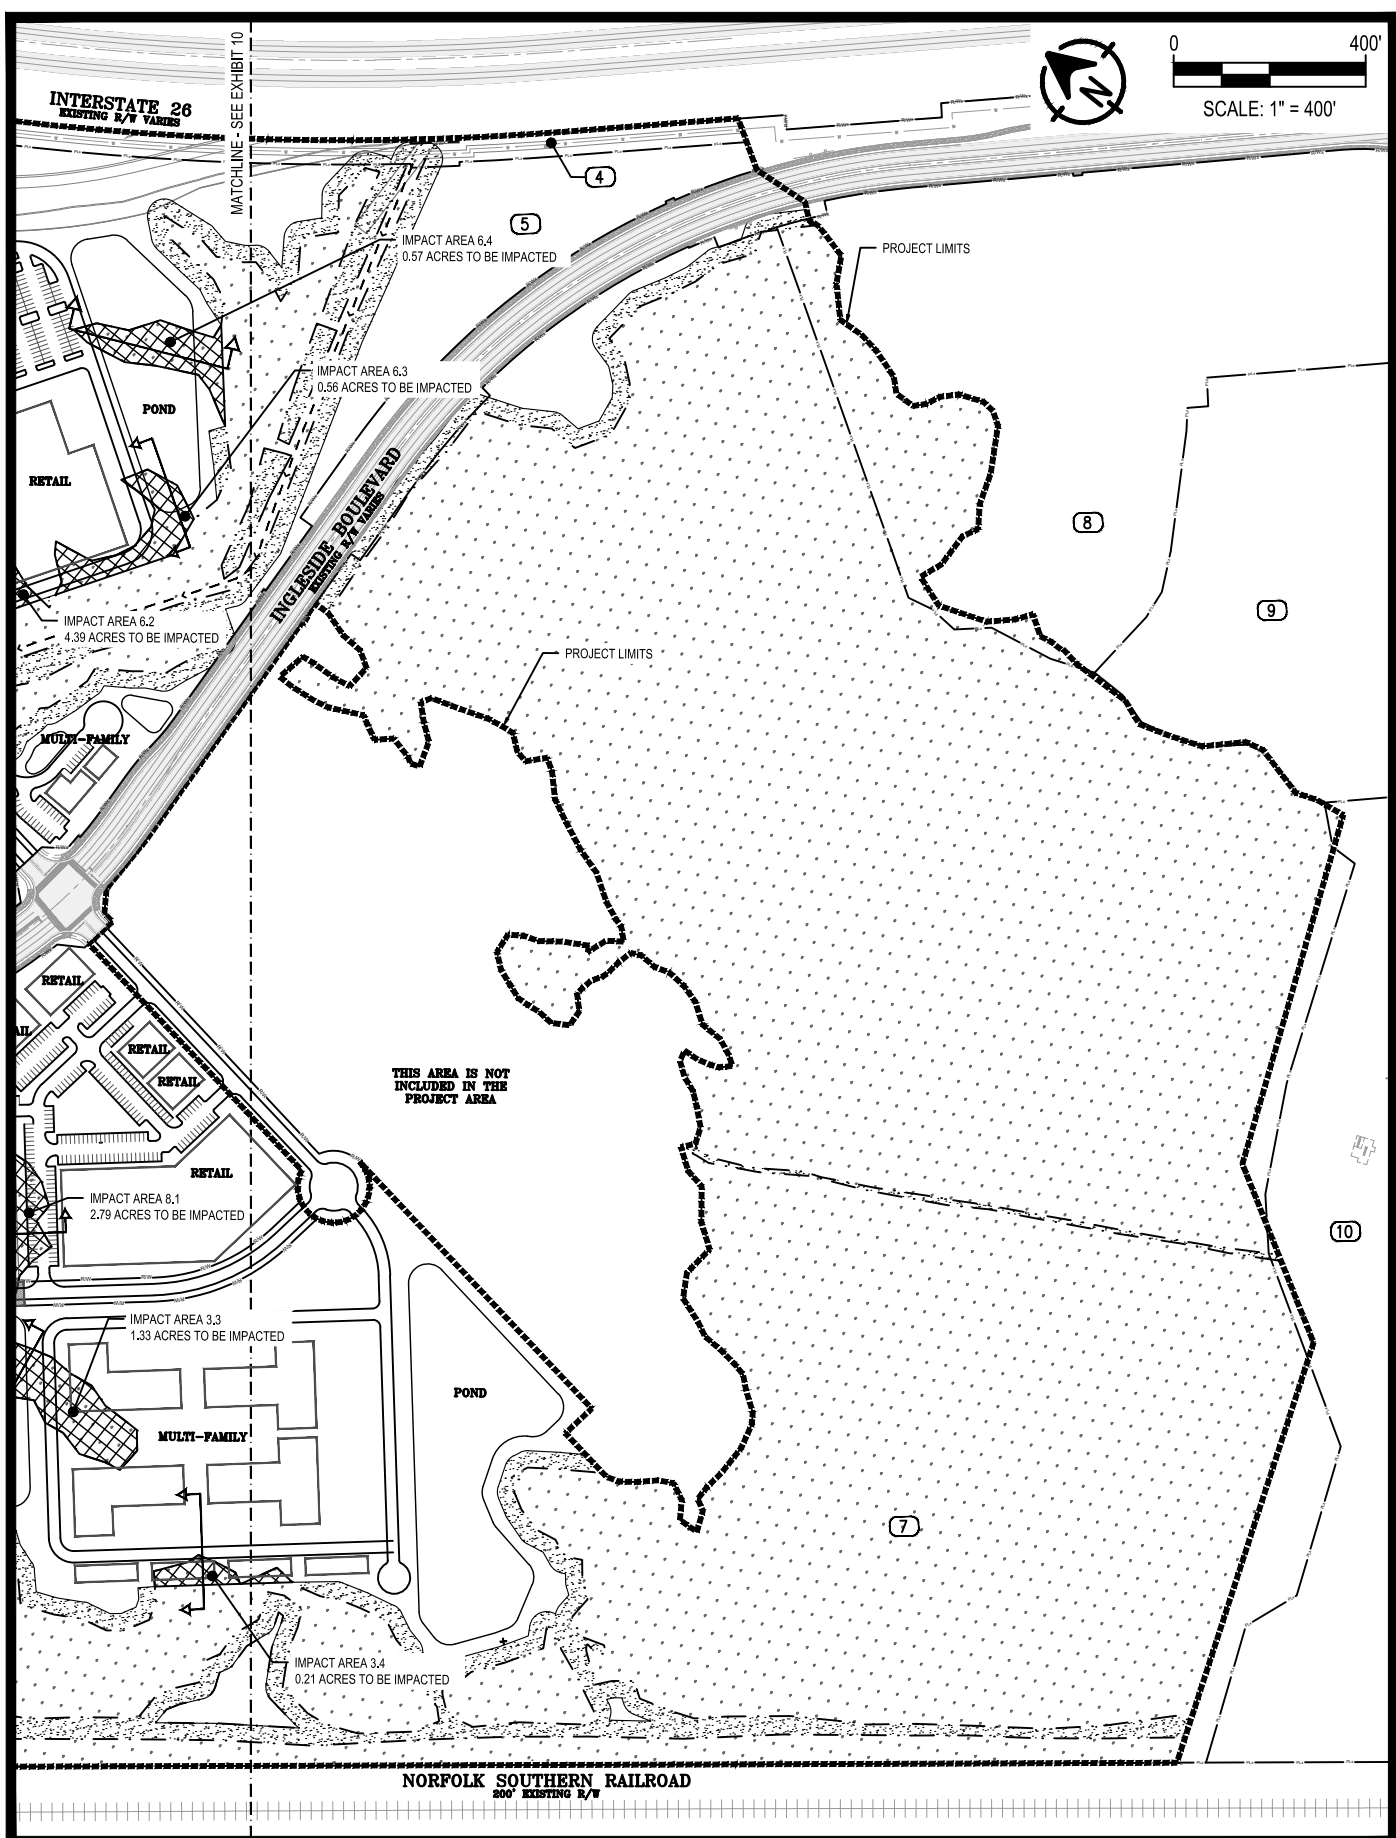 0 400'
SCALE: 1" = 400'
N
MATCHLINE - SEE EXHIBIT 10
INTERSTATE 26
EXISTING R/W VARIES
4
5
IMPACT AREA 6.4
0.57 ACRES TO BE IMPACTED
PROJECT LIMITS
IMPACT AREA 6.3
0.56 ACRES TO BE IMPACTED
POND
RETAIL
INGLESIDE BOULEVARD
EXISTING R/W VARIES
8
9
IMPACT AREA 6.2
4.39 ACRES TO BE IMPACTED
PROJECT LIMITS
MULTI-FAMILY
RETAIL
RETAIL
RETAIL
THIS AREA IS NOT
INCLUDED IN THE
PROJECT AREA
RETAIL
IMPACT AREA 8.1
2.79 ACRES TO BE IMPACTED
10
IMPACT AREA 3.3
1.33 ACRES TO BE IMPACTED
POND
MULTI-FAMILY
7
IMPACT AREA 3.4
0.21 ACRES TO BE IMPACTED
NORFOLK SOUTHERN RAILROAD
200' EXISTING R/W